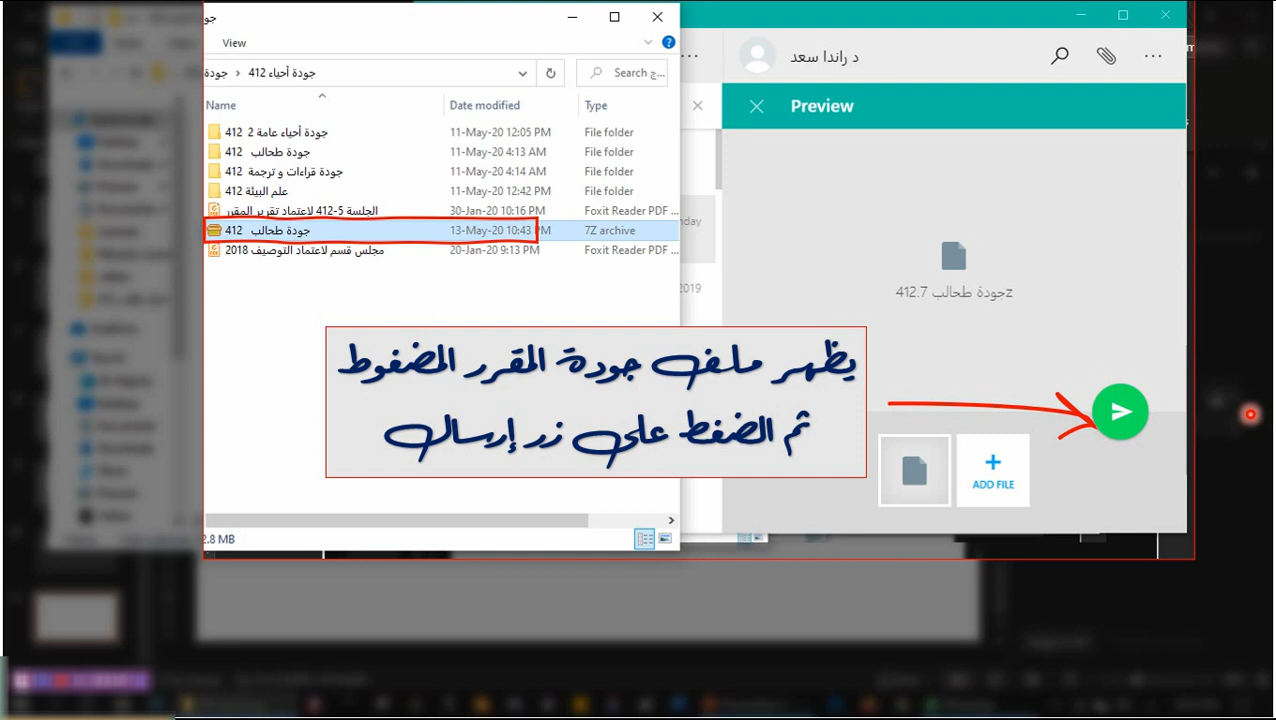 View
جودة › جودة أحياء 412
Search ج...
Name
Date modified
Type
جودة أحياء عامة 2 412
11-May-20 12:05 PM
File folder
جودة طحالب 412
11-May-20 4:13 AM
File folder
جودة قراءات و ترجمة 412
11-May-20 4:14 AM
File folder
علم البيئة 412
11-May-20 12:42 PM
File folder
الجلسة 5-412 لاعتماد تقرير المقرر
30-Jan-20 10:16 PM
Foxit Reader PDF ...
جودة طحالب 412
13-May-20 10:43 PM
7Z archive
مجلس قسم لاعتماد التوصيف 2018
20-Jan-20 9:13 PM
Foxit Reader PDF ...
2.8 MB
د راندا سعد
Preview
2019
جودة طحالب 412.7z
يظهر ملف جودة المقرر المضغوط
ثم الضغط على زر إرسال
ADD FILE